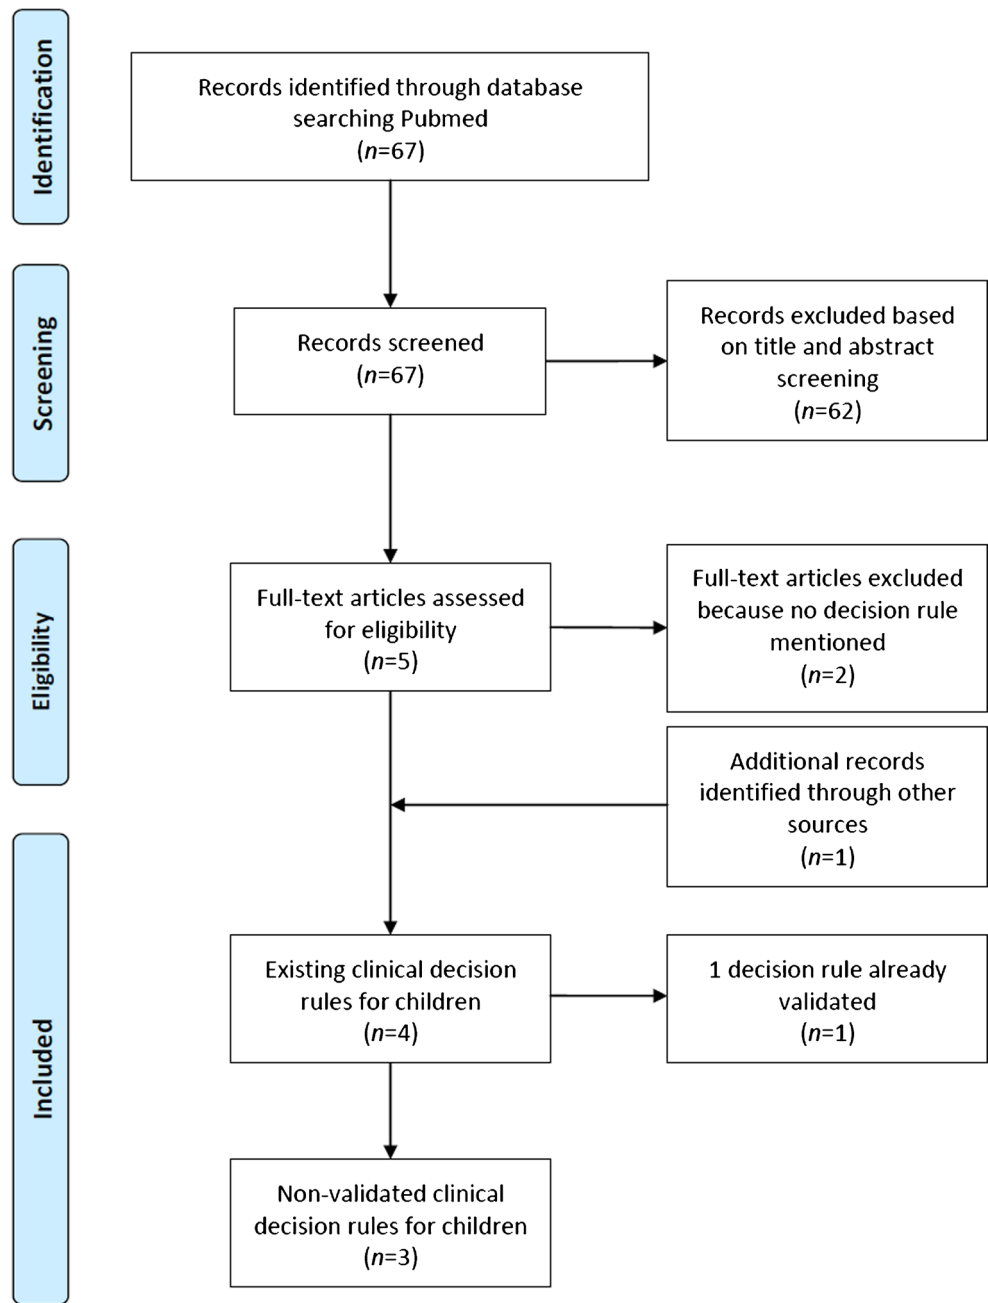 Identification
Records identified through database
searching Pubmed
(n=67)
Screening
Records screened
(n=67)
Records excluded based
on title and abstract
screening
(n=62)
Eligibility
Full-text articles assessed
for eligibility
(n=5)
Full-text articles excluded
because no decision rule
mentioned
(n=2)
Additional records
identified through other
sources
(n=1)
Included
Existing clinical decision
rules for children
(n=4)
1 decision rule already
validated
(n=1)
Non-validated clinical
decision rules for children
(n=3)